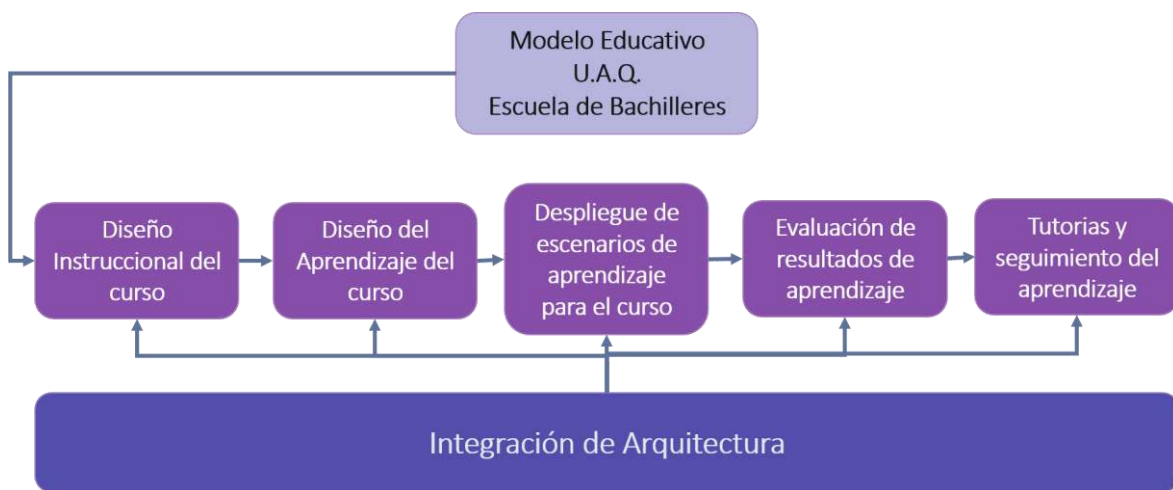 Modelo Educativo
U.A.Q.
Escuela de Bachilleres
Diseño
Instruccional del
curso
Diseño del
Aprendizaje del
curso
Despliegue de
escenarios de
aprendizaje
para el curso
Evaluación de
resultados de
aprendizaje
Tutorias y
seguimiento del
aprendizaje
Integración de Arquitectura